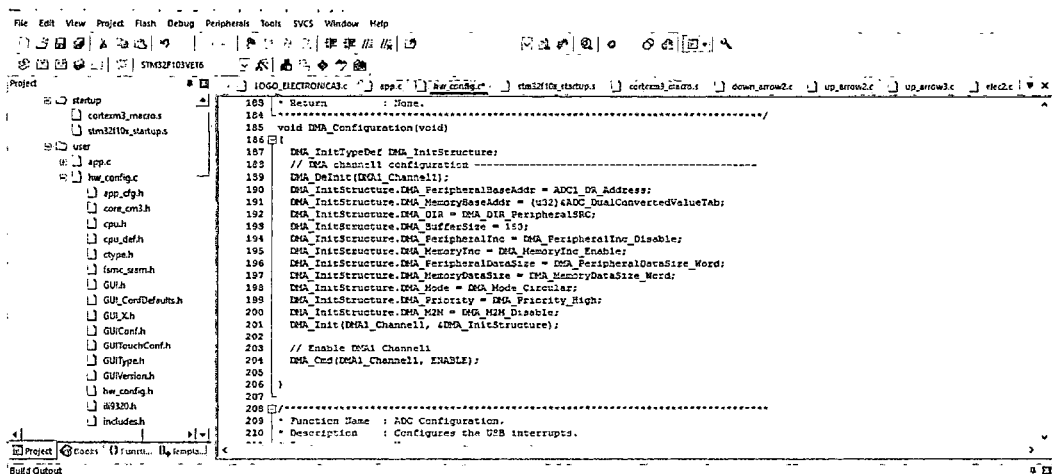 File Edit View Project Flash Debug Peripherals Tools SVCS Window Help
STM32F103VET6
Project
LOGO_ELECTRONICA3.c app.c hw_config.c* stm32f10x_startup.s cortexm3_macro.s down_arrow2.c up_arrow2.c up_arrow3.c elec2.c
startup
cortexm3_macro.s
stm32f10x_startup.s
user
app.c
hw_config.c
app_cfg.h
core_cm3.h
cpu.h
cpu_def.h
ctype.h
fsmc_sram.h
GUI.h
GUI_ConfDefaults.h
GUI_X.h
GUIConf.h
GUITouchConf.h
GUIType.h
GUIVersion.h
hw_config.h
ili9320.h
includes.h
183 * Return : None.
184 *******************************************************************************/
185 void DMA_Configuration(void)
186 {
187 DMA_InitTypeDef DMA_InitStructure;
188 // DMA channel1 configuration ----------------------------------------------
189 DMA_DeInit(DMA1_Channel1);
190 DMA_InitStructure.DMA_PeripheralBaseAddr = ADC1_DR_Address;
191 DMA_InitStructure.DMA_MemoryBaseAddr = (u32)&ADC_DualConvertedValueTab;
192 DMA_InitStructure.DMA_DIR = DMA_DIR_PeripheralSRC;
193 DMA_InitStructure.DMA_BufferSize =
194 DMA_InitStructure.DMA_PeripheralInc = DMA_PeripheralInc_Disable;
195 DMA_InitStructure.DMA_MemoryInc = DMA_MemoryInc_Enable;
196 DMA_InitStructure.DMA_PeripheralDataSize = DMA_PeripheralDataSize_Word;
197 DMA_InitStructure.DMA_MemoryDataSize = DMA_MemoryDataSize_Word;
198 DMA_InitStructure.DMA_Mode = DMA_Mode_Circular;
199 DMA_InitStructure.DMA_Priority = DMA_Priority_High;
200 DMA_InitStructure.DMA_M2M = DMA_M2M_Disable;
201 DMA_Init(DMA1_Channel1, &DMA_InitStructure);
202
203 // Enable DMA1 Channel1
204 DMA_Cmd(DMA1_Channel1, ENABLE);
205
206 }
207
208 /*******************************************************************************
209 * Function Name : ADC Configuration.
210 * Description : Configures the USB interrupts.
Project Books Functi... Templa...
Build Output